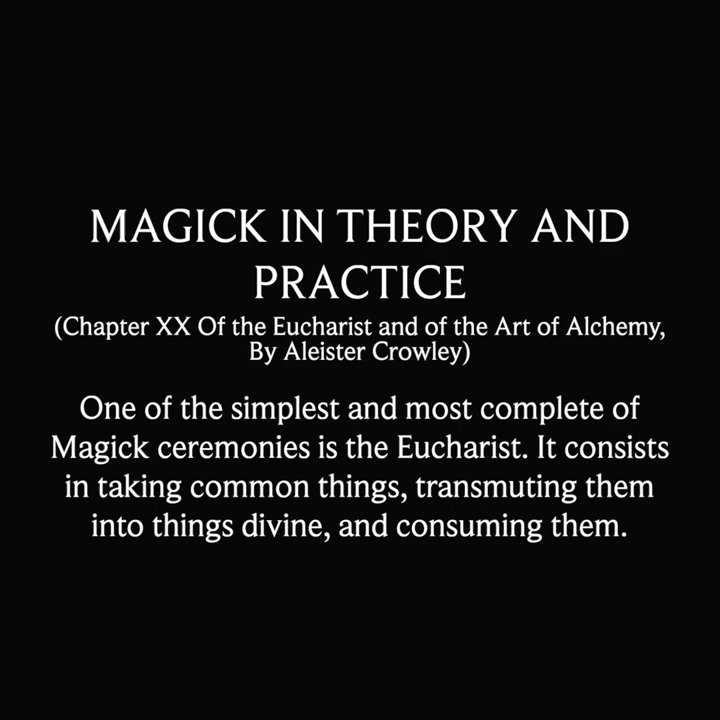 MAGICK IN THEORY AND
PRACTICE
(Chapter XX Of the Eucharist and of the Art of Alchemy,
By Aleister Crowley)
One of the simplest and most complete of
Magick ceremonies is the Eucharist. It consists
in taking common things, transmuting them
into things divine, and consuming them.